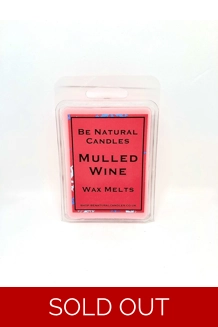 Be Natural
Candles
Mulled
Wine
Wax Melts
SOLD OUT